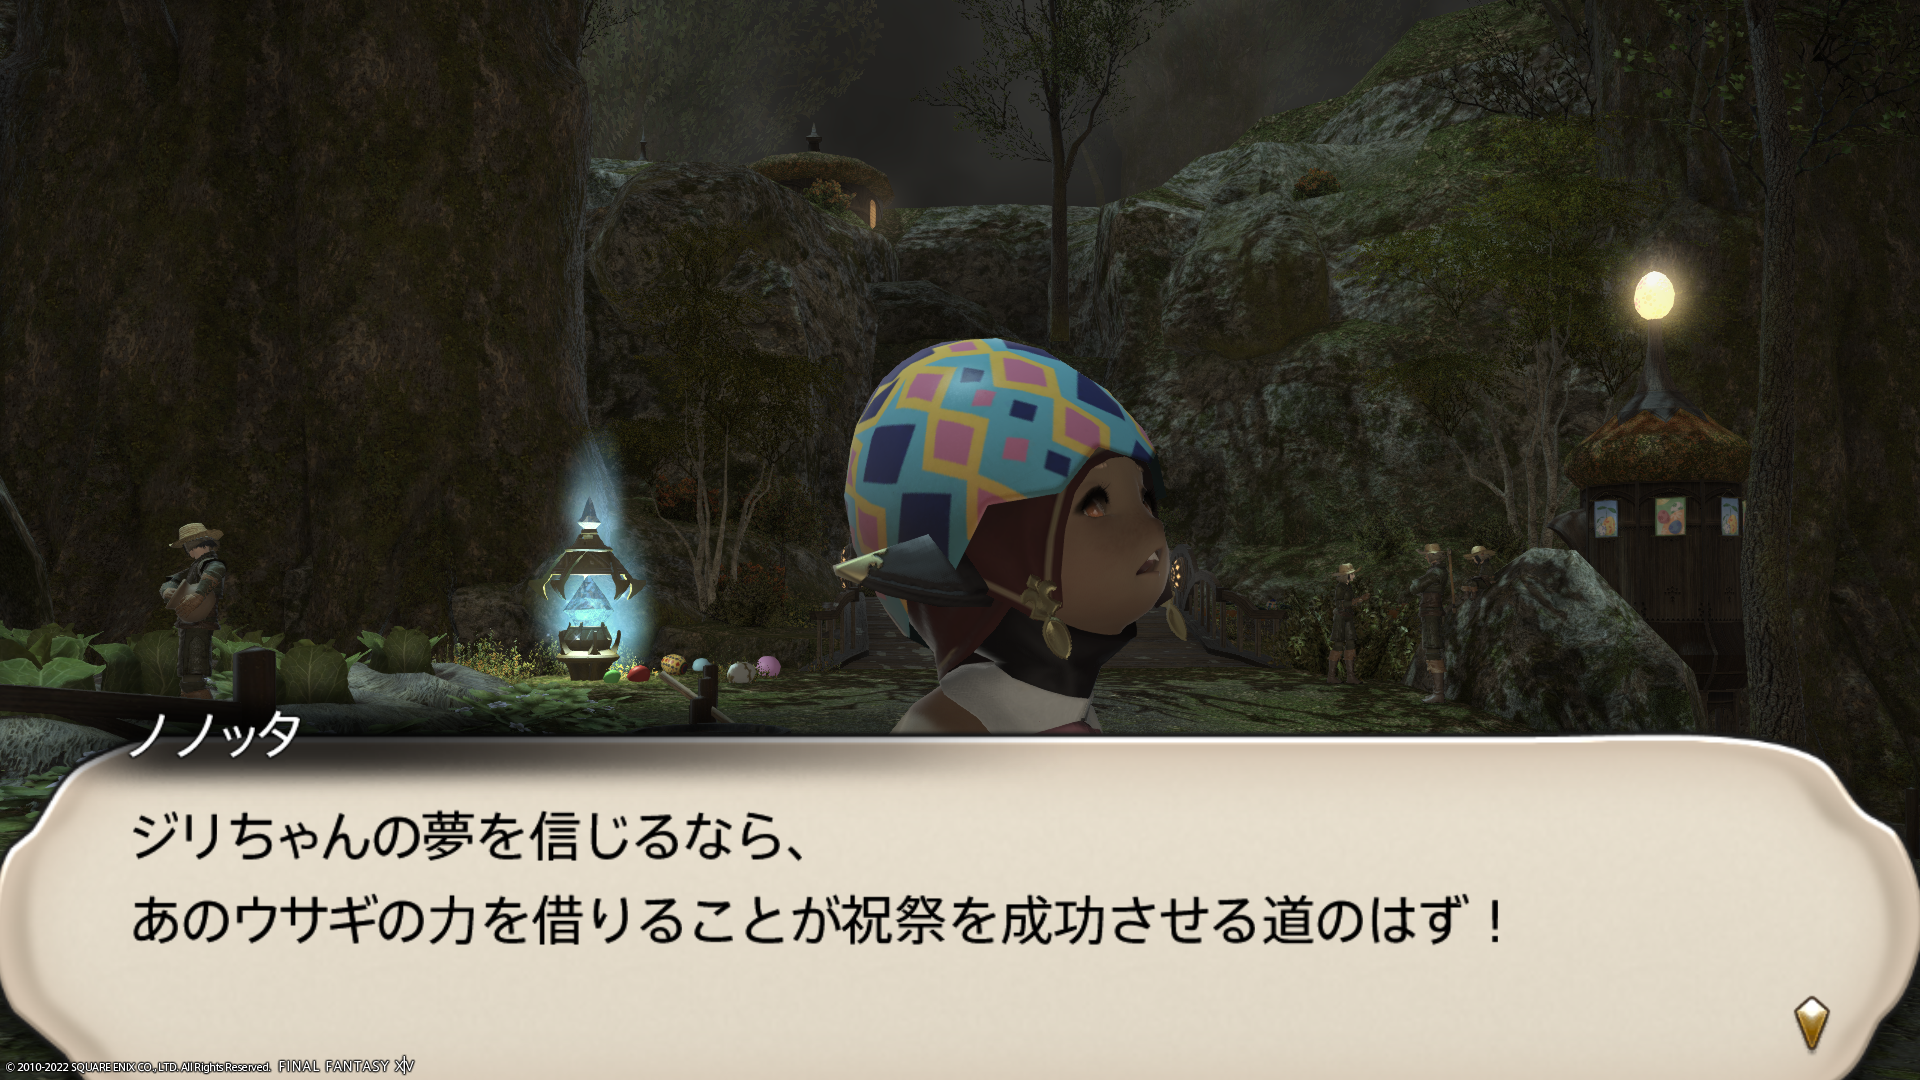 ノノッタ
ジリちゃんの夢を信じるなら、
あのウサギの力を借りることが祝祭を成功させる道のはず！
© 2010-2022 SQUARE ENIX CO., LTD. All Rights Reserved. FINAL FANTASY XIV